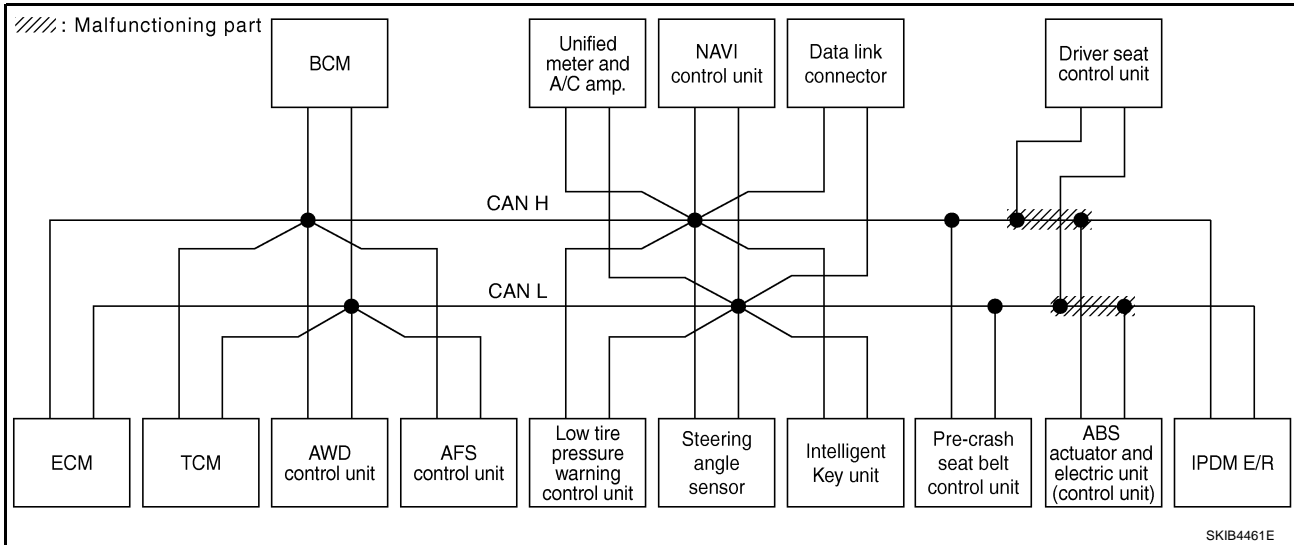 : Malfunctioning part
BCM
Unified
meter and
A/C amp.
NAVI
control unit
Data link
connector
Driver seat
control unit
CAN H
CAN L
ECM
TCM
AWD
control unit
AFS
control unit
Low tire
pressure
warning
control unit
Steering
angle
sensor
Intelligent
Key unit
Pre-crash
seat belt
control unit
ABS
actuator and
electric unit
(control unit)
IPDM E/R
SKIB4461E